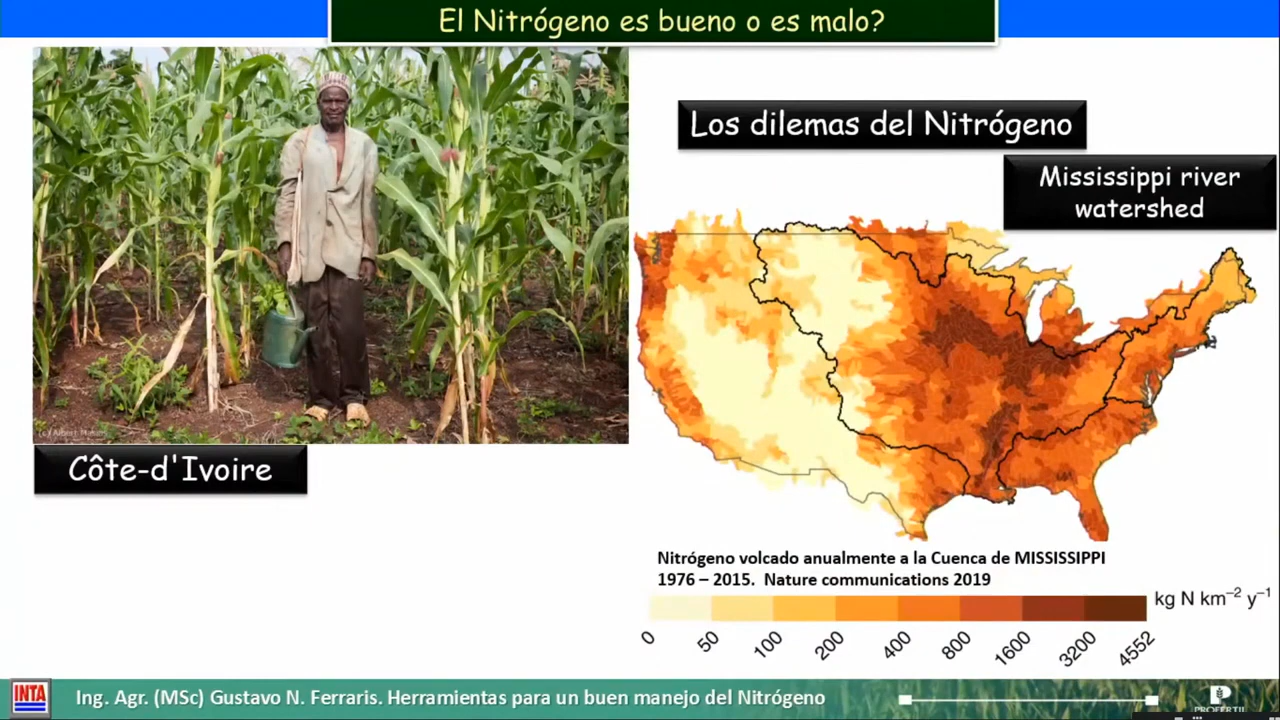 El Nitrógeno es bueno o es malo?
Los dilemas del Nitrógeno
Mississippi river
watershed
Côte-d'Ivoire
Nitrógeno volcado anualmente a la Cuenca de MISSISSIPPI
1976 – 2015. Nature communications 2019
kg N km⁻² y⁻¹
0 50 100 200 400 800 1600 3200 4552
INTA
Ing. Agr. (MSc) Gustavo N. Ferraris. Herramientas para un buen manejo del Nitrógeno
PROFERTIL